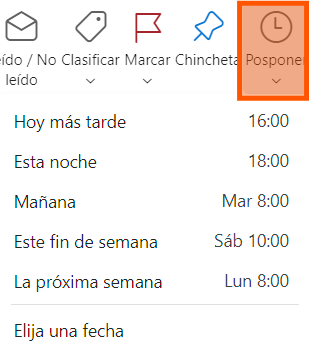 eído / No Clasificar Marcar Chincheta Posponer
leído
Hoy más tarde 16:00
Esta noche 18:00
Mañana Mar 8:00
Este fin de semana Sáb 10:00
La próxima semana Lun 8:00
Elija una fecha